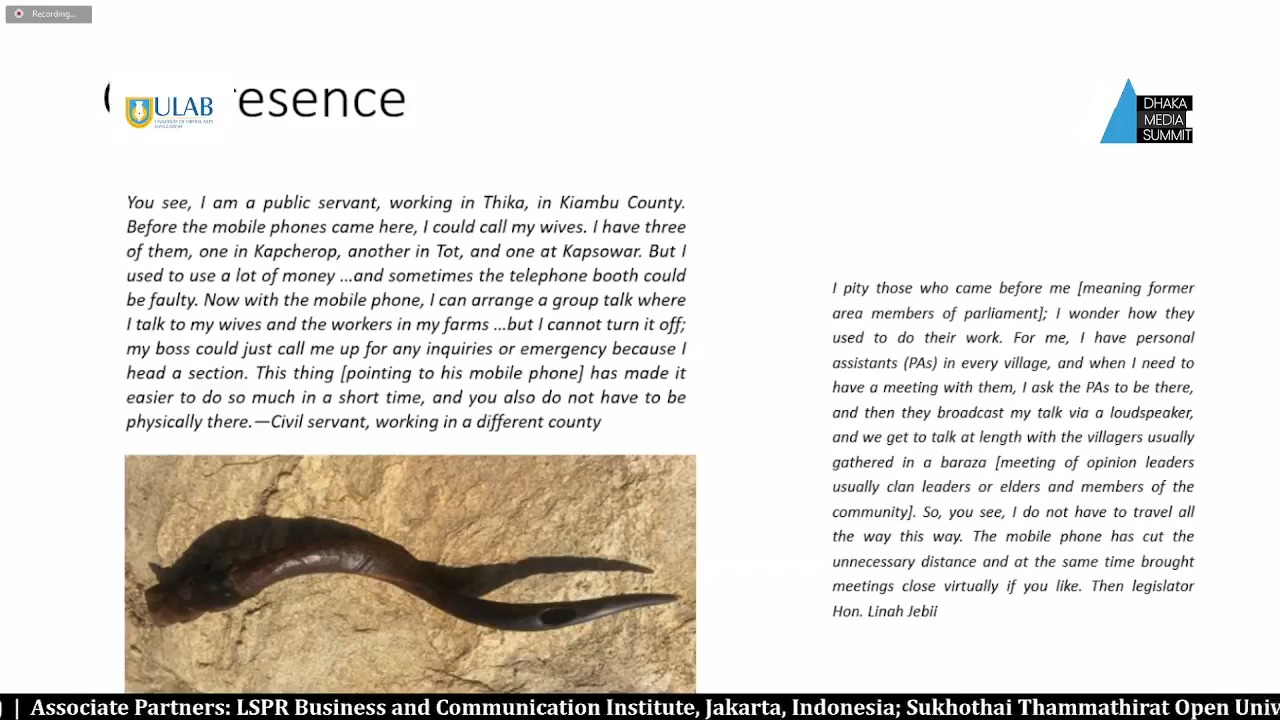 Recording...
esence
ULAB
UNIVERSITY OF LIBERAL ARTS
BANGLADESH
DHAKA
MEDIA
SUMMIT
You see, I am a public servant, working in Thika, in Kiambu County.
Before the mobile phones came here, I could call my wives. I have three
of them, one in Kapcherop, another in Tot, and one at Kapsowar. But I
used to use a lot of money ...and sometimes the telephone booth could
be faulty. Now with the mobile phone, I can arrange a group talk where
I talk to my wives and the workers in my farms ...but I cannot turn it off;
my boss could just call me up for any inquiries or emergency because I
head a section. This thing [pointing to his mobile phone] has made it
easier to do so much in a short time, and you also do not have to be
physically there.—Civil servant, working in a different county
I pity those who came before me [meaning former
area members of parliament]; I wonder how they
used to do their work. For me, I have personal
assistants (PAs) in every village, and when I need to
have a meeting with them, I ask the PAs to be there,
and then they broadcast my talk via a loudspeaker,
and we get to talk at length with the villagers usually
gathered in a baraza [meeting of opinion leaders
usually clan leaders or elders and members of the
community]. So, you see, I do not have to travel all
the way this way. The mobile phone has cut the
unnecessary distance and at the same time brought
meetings close virtually if you like. Then legislator
Hon. Linah Jebii
) | Associate Partners: LSPR Business and Communication Institute, Jakarta, Indonesia; Sukhothai Thammathirat Open Univ